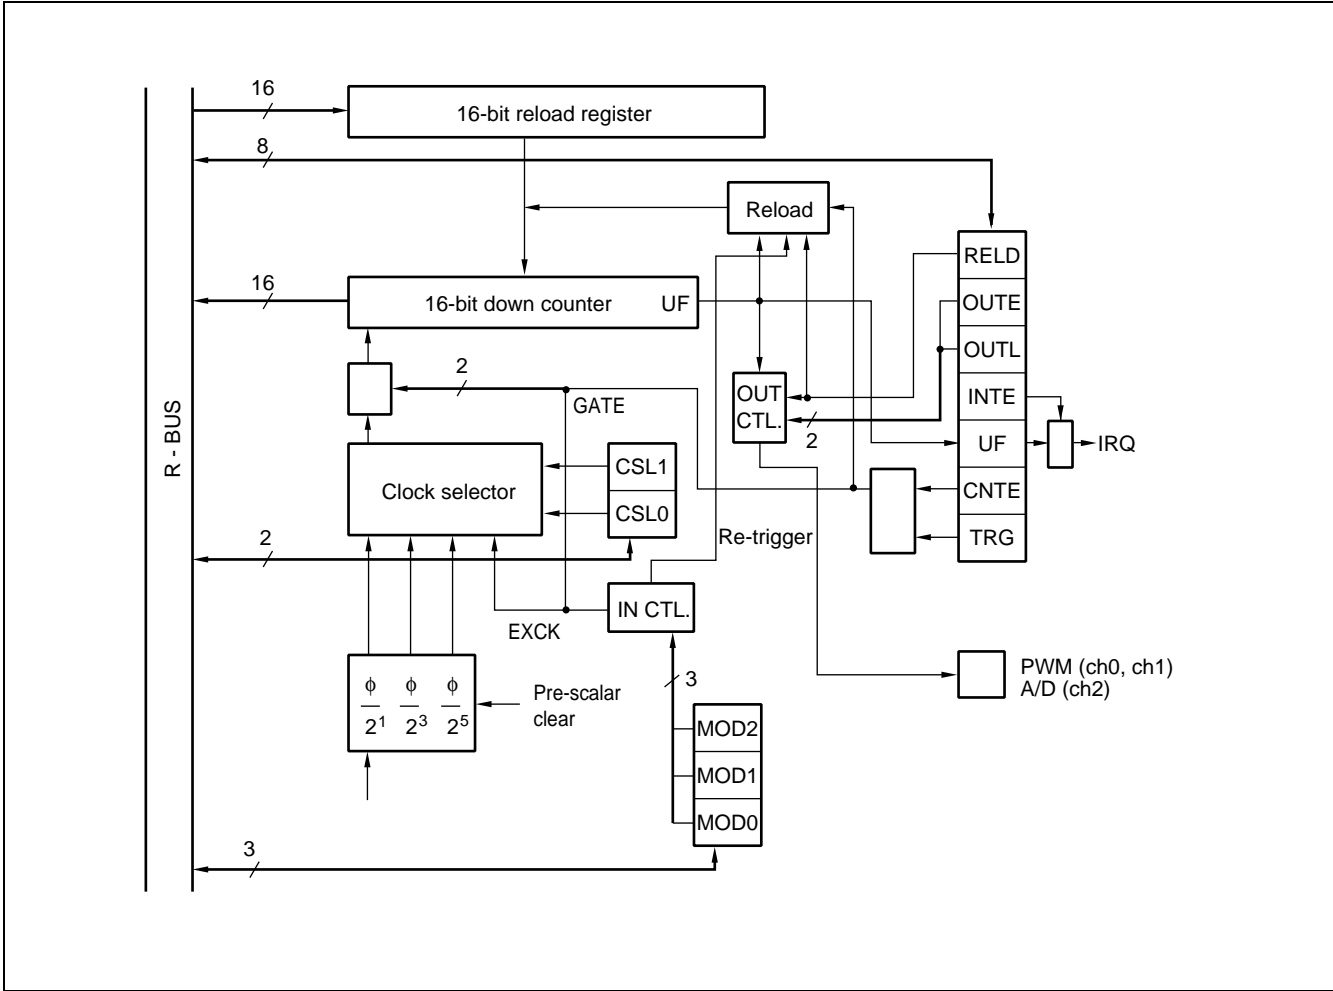 16
16-bit reload register
8
Reload
RELD
16
16-bit down counter
UF
OUTE
OUTL
2
GATE
OUT
CTL.
2
INTE
UF
IRQ
R - BUS
Clock selector
CSL1
CSL0
CNTE
TRG
2
Re-trigger
IN CTL.
EXCK
3
PWM (ch0, ch1)
A/D (ch2)
ϕ ϕ ϕ
2¹ 2³ 2⁵
Pre-scalar
clear
MOD2
MOD1
MOD0
3